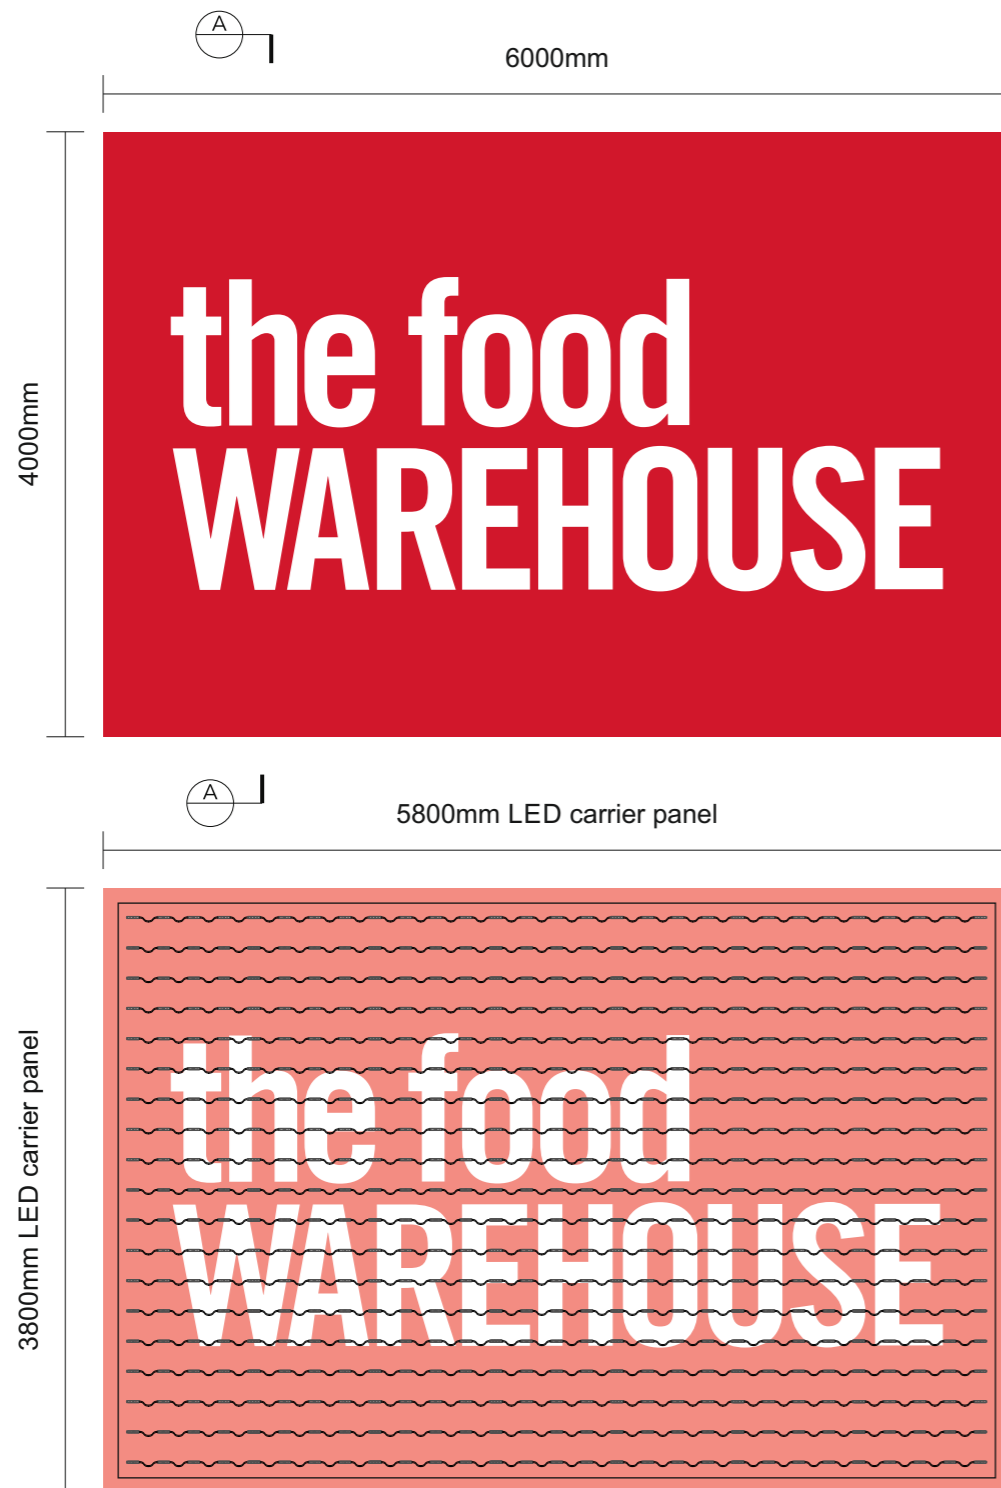 A
6000mm
4000mm
the food
WAREHOUSE
A
5800mm LED carrier panel
3800mm LED carrier panel
the food
WAREHOUSE